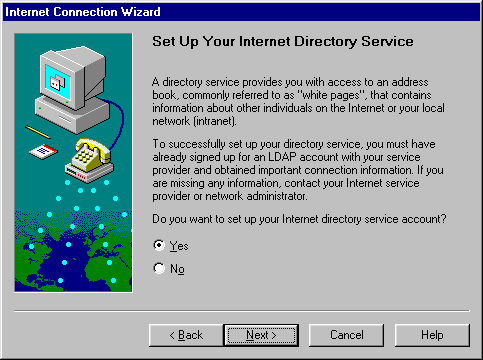 Internet Connection Wizard
Set Up Your Internet Directory Service
A directory service provides you with access to an address
book, commonly referred to as "white pages", that contains
information about other individuals on the Internet or your local
network (intranet).
To successfully set up your directory service, you must have
already signed up for an LDAP account with your service
provider and obtained important connection information. If you
are missing any information, contact your Internet service
provider or network administrator.
Do you want to set up your Internet directory service account?
Yes
No
< Back Next > Cancel Help